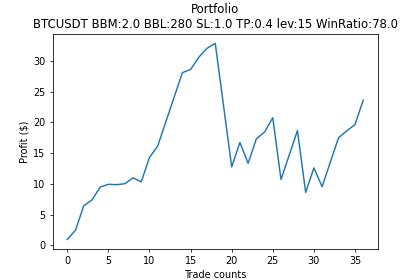 Portfolio
BTCUSDT BBM:2.0 BBL:280 SL:1.0 TP:0.4 lev:15 WinRatio:78.0
Profit ($)
30
25
20
15
10
5
0
0 5 10 15 20 25 30 35
Trade counts